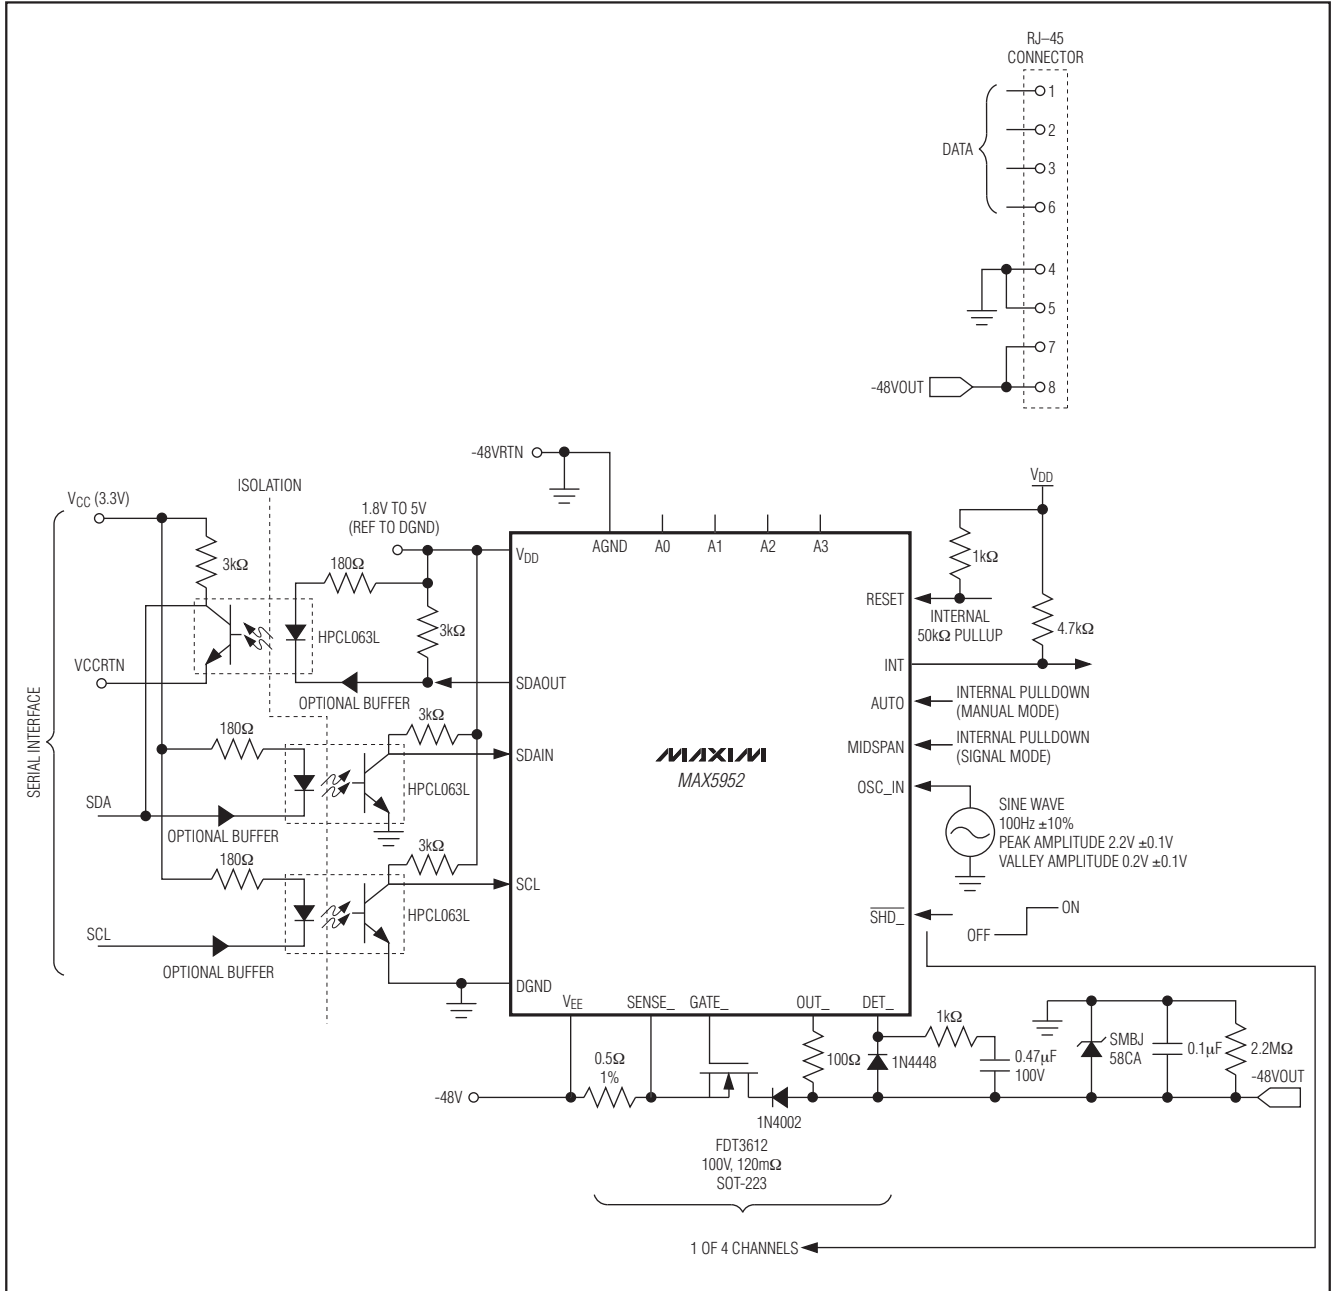 RJ–45
CONNECTOR
1
2
DATA
3
6
4
5
7
-48VOUT
8
-48VRTN
ISOLATION
VCC (3.3V)
1.8V TO 5V
(REF TO DGND)
VDD
3kΩ
180Ω
VDD
AGND
A0
A1
A2
A3
1kΩ
RESET
HPCL063L
3kΩ
INTERNAL
50kΩ PULLUP
4.7kΩ
VCCRTN
SDAOUT
INT
OPTIONAL BUFFER
AUTO
INTERNAL PULLDOWN
(MANUAL MODE)
SERIAL INTERFACE
180Ω
3kΩ
SDAIN
MAXIM
MAX5952
MIDSPAN
INTERNAL PULLDOWN
(SIGNAL MODE)
HPCL063L
OSC_IN
SDA
OPTIONAL BUFFER
SINE WAVE
100Hz ±10%
PEAK AMPLITUDE 2.2V ±0.1V
VALLEY AMPLITUDE 0.2V ±0.1V
180Ω
3kΩ
SCL
HPCL063L
SHD_
ON
OFF
SCL
OPTIONAL BUFFER
DGND
VEE
SENSE_
GATE_
OUT_
DET_
1kΩ
0.5Ω
1%
100Ω
1N4448
0.47µF
100V
SMBJ
58CA
0.1µF
2.2MΩ
-48VOUT
-48V
1N4002
FDT3612
100V, 120mΩ
SOT-223
1 OF 4 CHANNELS